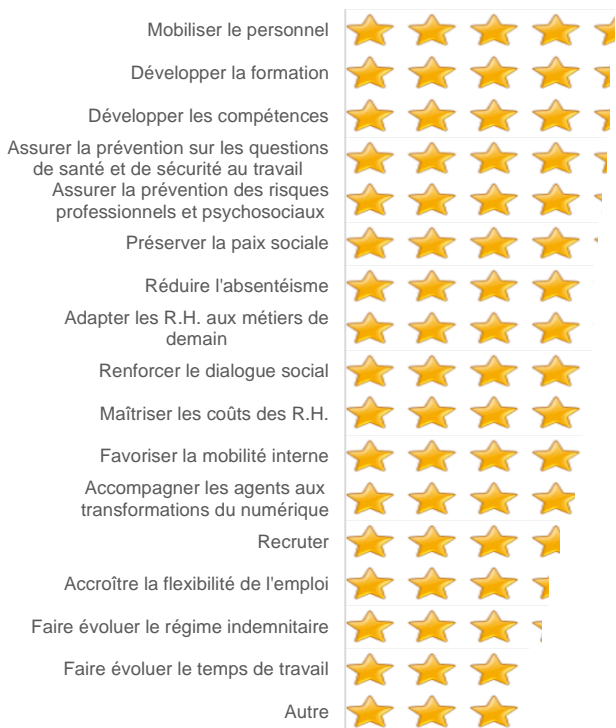 Mobiliser le personnel
Développer la formation
Développer les compétences
Assurer la prévention sur les questions
de santé et de sécurité au travail
Assurer la prévention des risques
professionnels et psychosociaux
Préserver la paix sociale
Réduire l'absentéisme
Adapter les R.H. aux métiers de
demain
Renforcer le dialogue social
Maîtriser les coûts des R.H.
Favoriser la mobilité interne
Accompagner les agents aux
transformations du numérique
Recruter
Accroître la flexibilité de l'emploi
Faire évoluer le régime indemnitaire
Faire évoluer le temps de travail
Autre